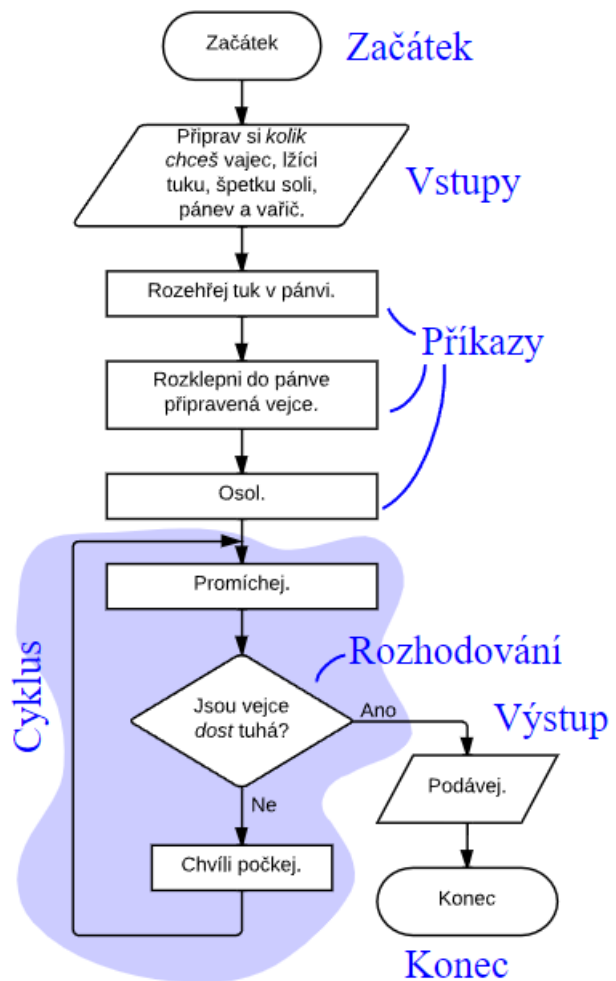 Začátek
Začátek
Připrav si kolik
chceš vajec, lžíci
tuku, špetku soli,
pánev a vařič.
Vstupy
Rozehřej tuk v pánvi.
Příkazy
Rozklepni do pánve
připravená vejce.
Osol.
Promíchej.
Cyklus
Rozhodování
Jsou vejce
dost tuhá?
Ano
Výstup
Podávej.
Ne
Chvíli počkej.
Konec
Konec